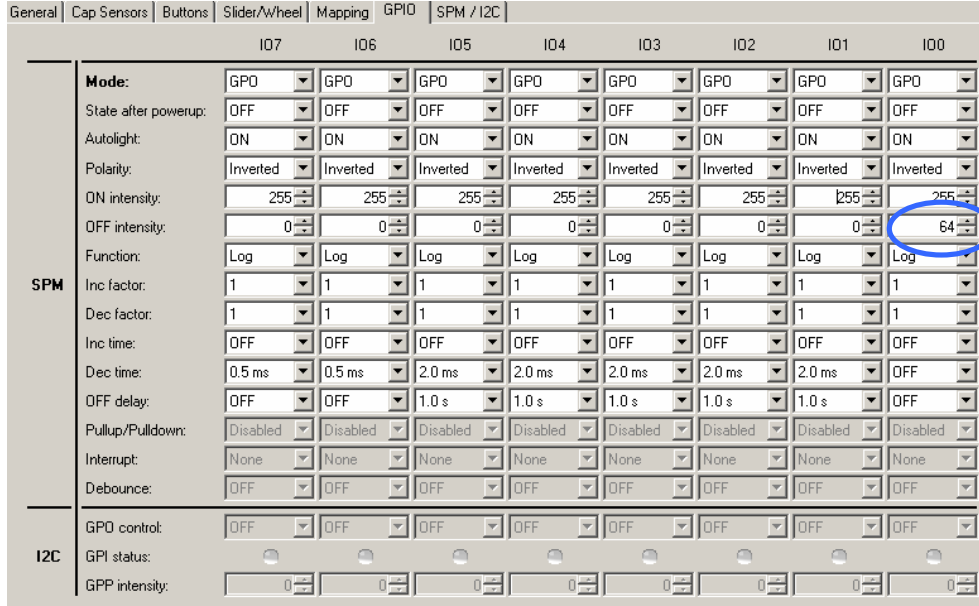 General Cap Sensors Buttons Slider/Wheel Mapping GPIO SPM / I2C
IO7 IO6 IO5 IO4 IO3 IO2 IO1 IO0
Mode: GPO GPO GPO GPO GPO GPO GPO GPO
State after powerup: OFF OFF OFF OFF OFF OFF OFF OFF
Autolight: ON ON ON ON ON ON ON ON
Polarity: Inverted Inverted Inverted Inverted Inverted Inverted Inverted Inverted
ON intensity: 255 255 255 255 255 255 255 255
OFF intensity: 0 0 0 0 0 0 0 64
Function: Log Log Log Log Log Log Log Log
SPM Inc factor: 1 1 1 1 1 1 1 1
Dec factor: 1 1 1 1 1 1 1 1
Inc time: OFF OFF OFF OFF OFF OFF OFF OFF
Dec time: 0.5 ms 0.5 ms 2.0 ms 2.0 ms 2.0 ms 2.0 ms 2.0 ms OFF
OFF delay: OFF OFF 1.0 s 1.0 s 1.0 s 1.0 s 1.0 s OFF
Pullup/Pulldown: Disabled Disabled Disabled Disabled Disabled Disabled Disabled Disabled
Interrupt: None None None None None None None None
Debounce: OFF OFF OFF OFF OFF OFF OFF OFF
GPO control: OFF OFF OFF OFF OFF OFF OFF OFF
I2C GPI status:
GPP intensity: 0 0 0 0 0 0 0 0